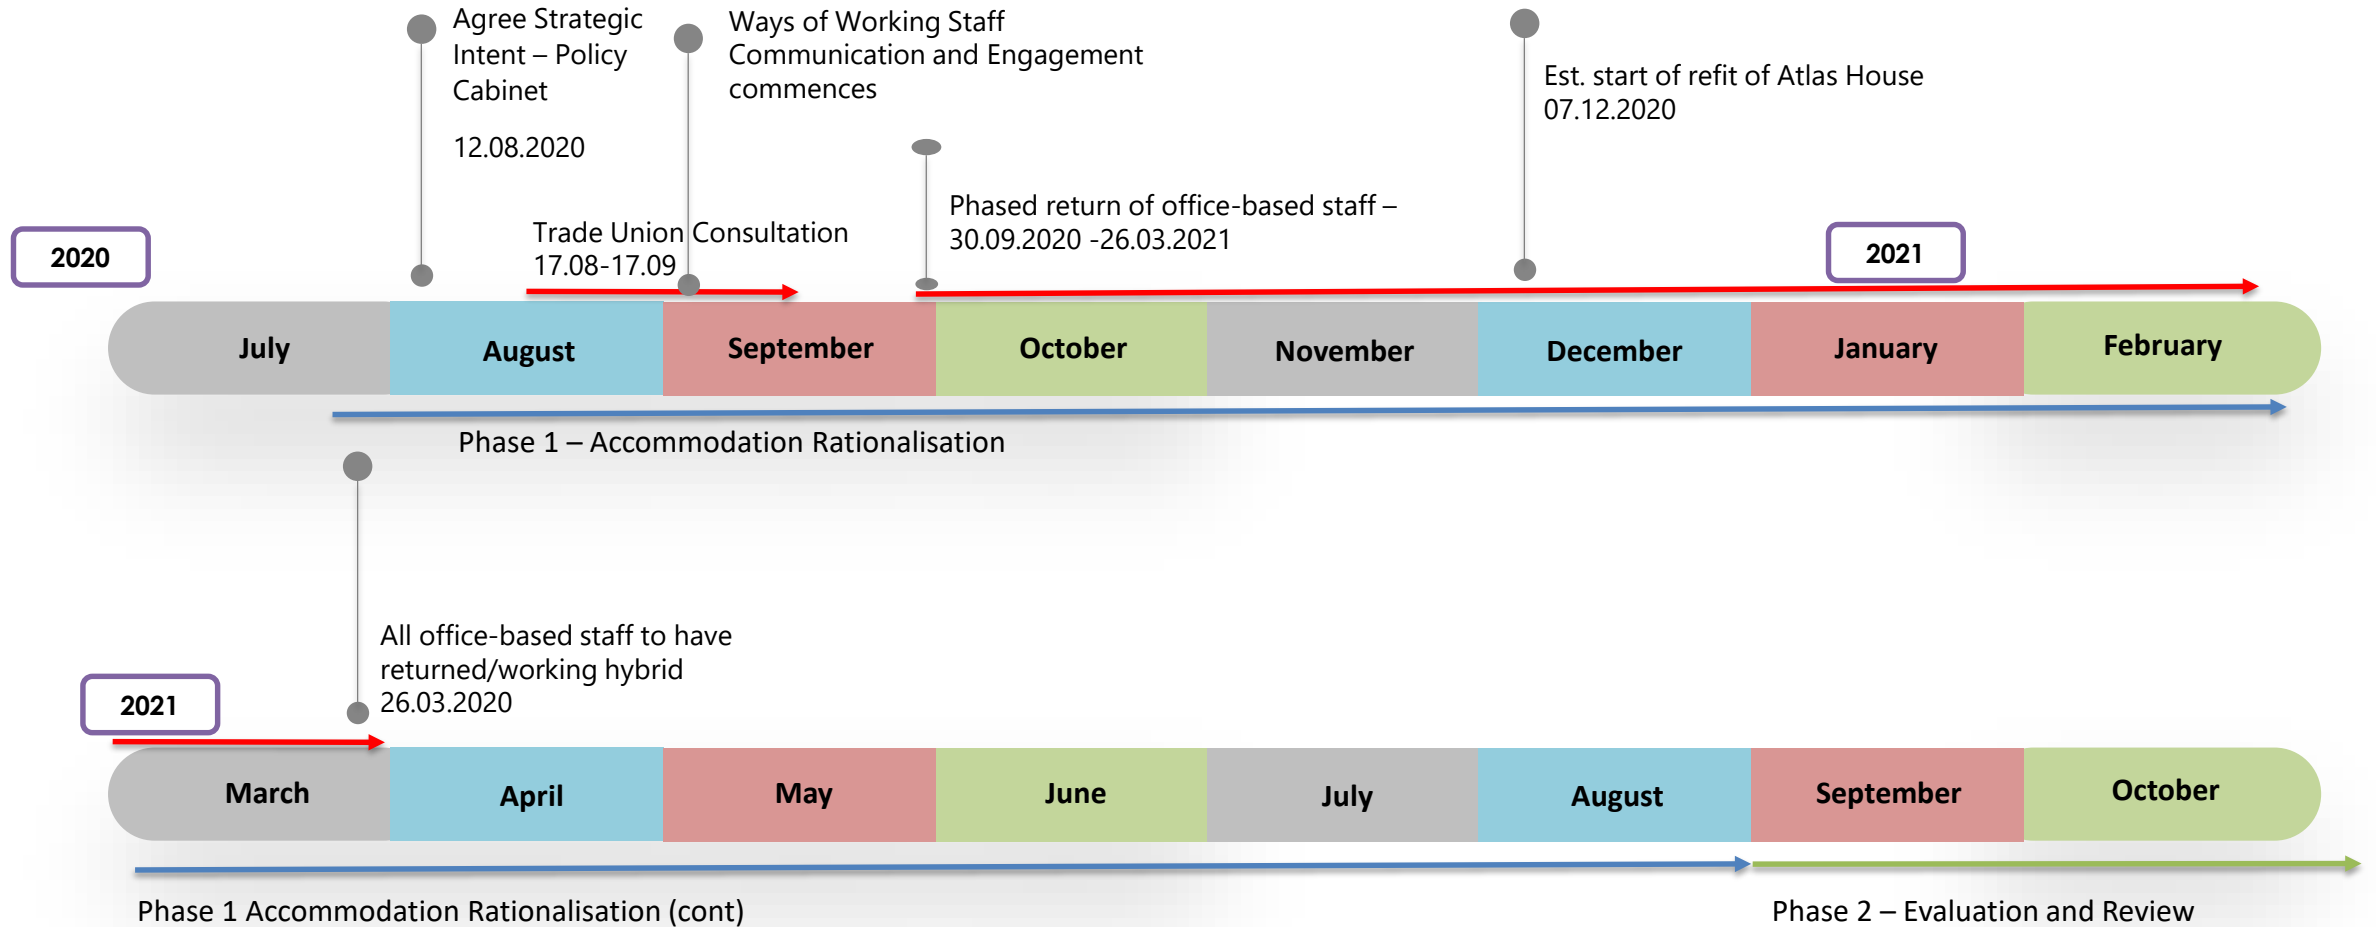 Agree Strategic
Intent – Policy
Cabinet
12.08.2020
Ways of Working Staff
Communication and Engagement
commences
Est. start of refit of Atlas House
07.12.2020
Trade Union Consultation
17.08-17.09
Phased return of office-based staff –
30.09.2020 -26.03.2021
2020
2021
July
August
September
October
November
December
January
February
Phase 1 – Accommodation Rationalisation
All office-based staff to have
returned/working hybrid
26.03.2020
2021
March
April
May
June
July
August
September
October
Phase 1 Accommodation Rationalisation (cont)
Phase 2 – Evaluation and Review